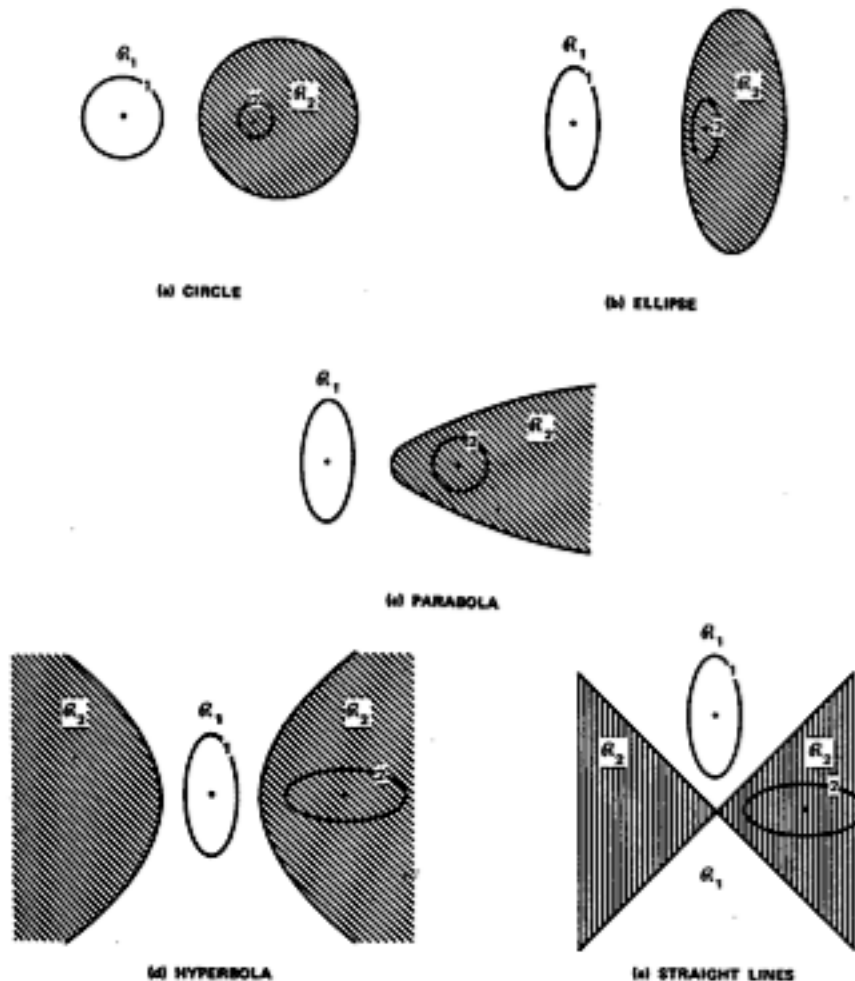 ℛ₁
1
2
ℛ₂
(a) CIRCLE
ℛ₁
1
2
ℛ₂
(b) ELLIPSE
ℛ₁
2
ℛ₂
(c) PARABOLA
ℛ₂
ℛ₁
1
ℛ₂
2
(d) HYPERBOLA
ℛ₁
1
ℛ₂
ℛ₂
2
ℛ₁
(e) STRAIGHT LINES